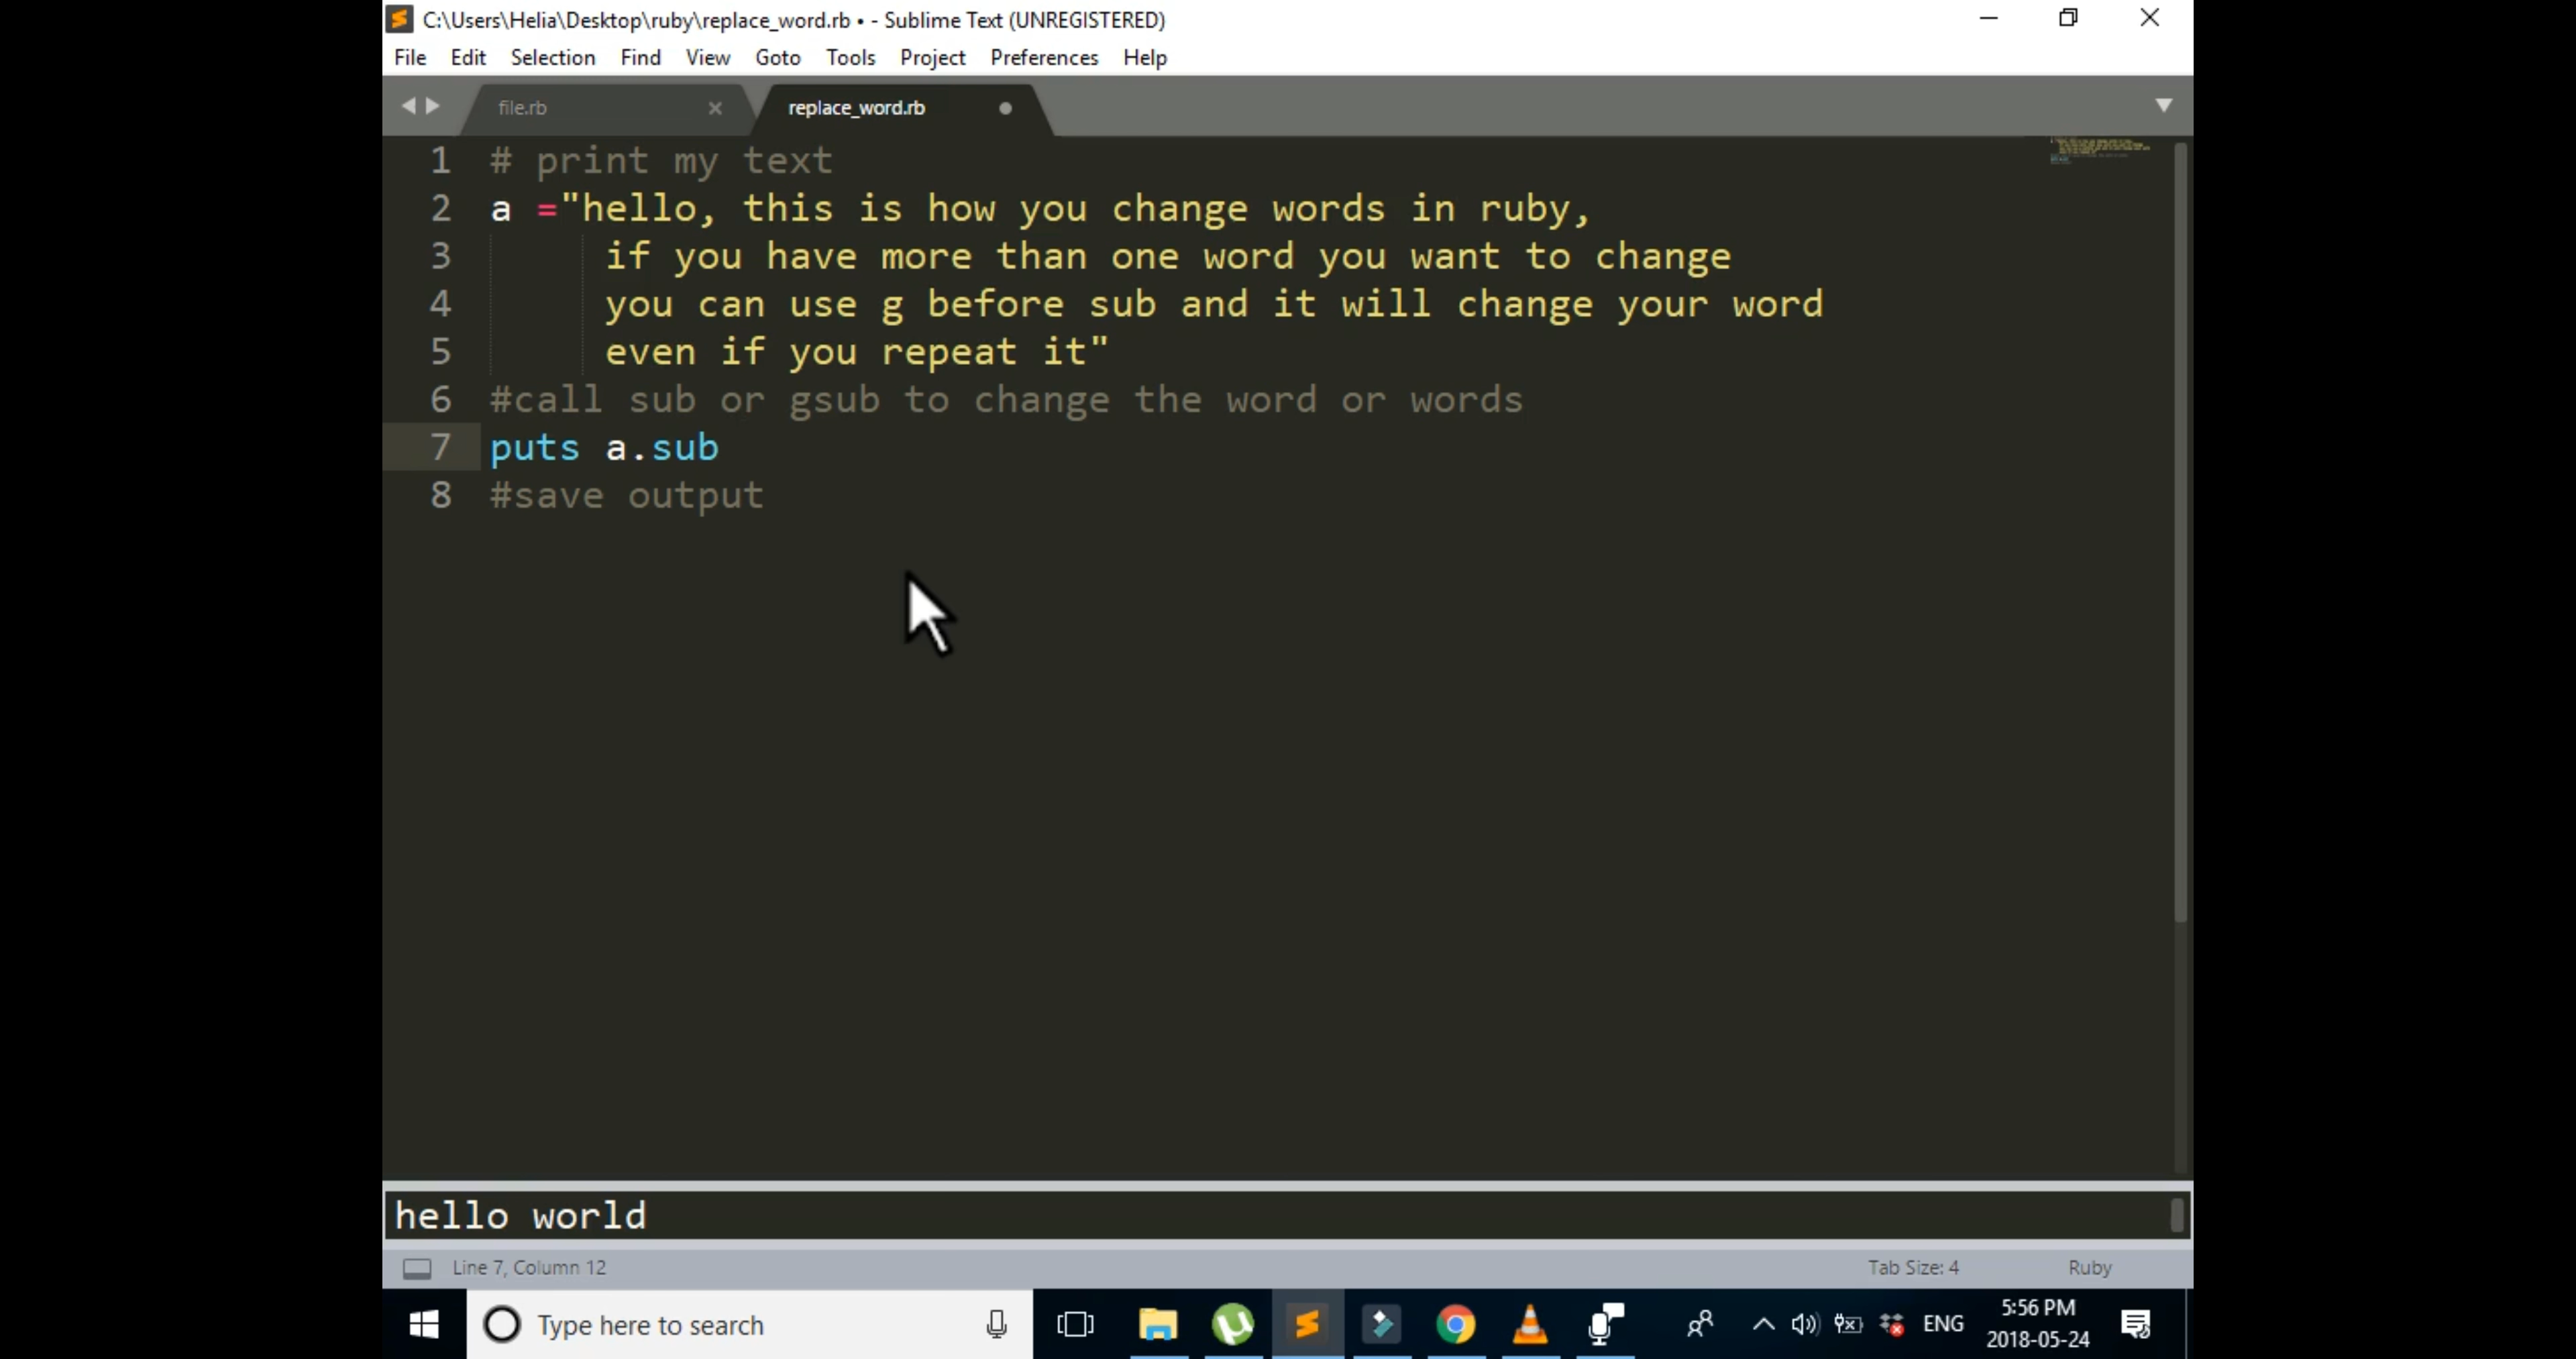 C:\Users\Helia\Desktop\ruby\replace_word.rb • - Sublime Text (UNREGISTERED)
File Edit Selection Find View Goto Tools Project Preferences Help
file.rb replace_word.rb
1 # print my text
2 a ="hello, this is how you change words in ruby,
3 if you have more than one word you want to change
4 you can use g before sub and it will change your word
5 even if you repeat it"
6 #call sub or gsub to change the word or words
7 puts a.sub
8 #save output
hello world
Line 7, Column 12 Tab Size: 4 Ruby
Type here to search ENG 5:56 PM
2018-05-24